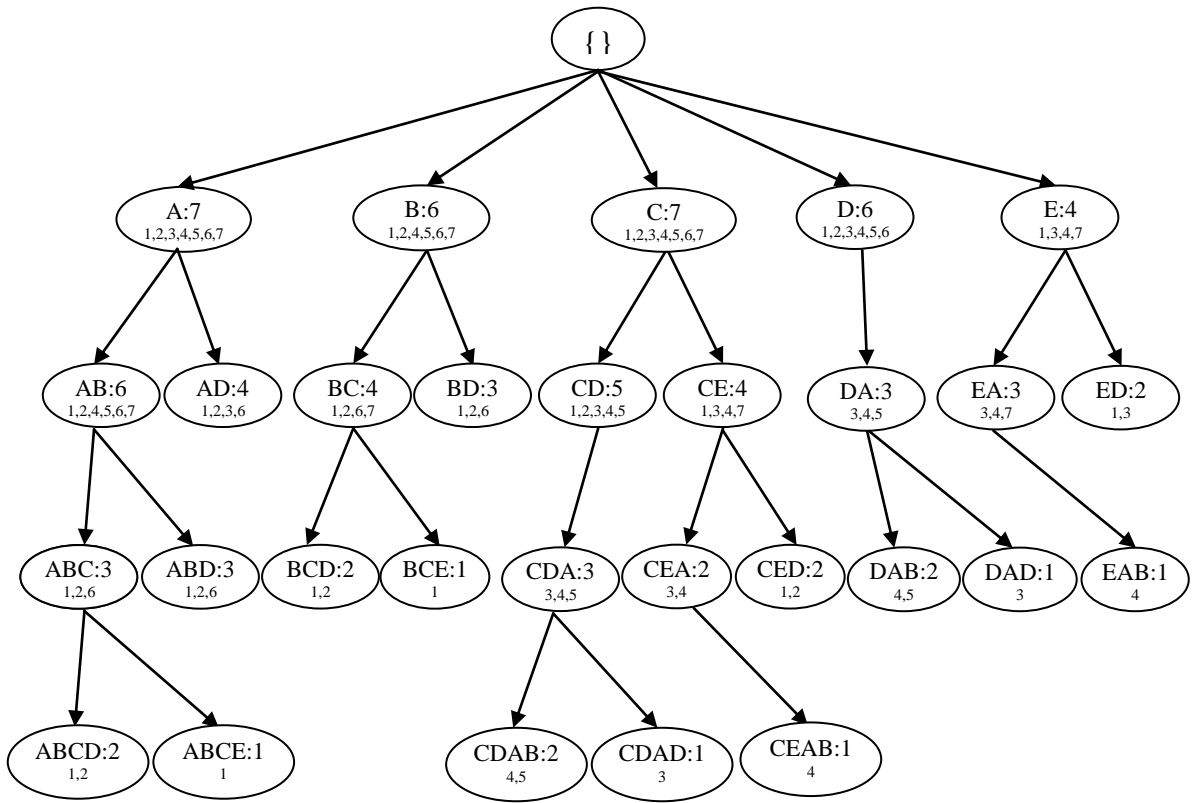 { }
A:7
1,2,3,4,5,6,7
B:6
1,2,4,5,6,7
C:7
1,2,3,4,5,6,7
D:6
1,2,3,4,5,6
E:4
1,3,4,7
AB:6
1,2,4,5,6,7
AD:4
1,2,3,6
BC:4
1,2,6,7
BD:3
1,2,6
CD:5
1,2,3,4,5
CE:4
1,3,4,7
DA:3
3,4,5
EA:3
3,4,7
ED:2
1,3
ABC:3
1,2,6
ABD:3
1,2,6
BCD:2
1,2
BCE:1
1
CDA:3
3,4,5
CEA:2
3,4
CED:2
1,2
DAB:2
4,5
DAD:1
3
EAB:1
4
ABCD:2
1,2
ABCE:1
1
CDAB:2
4,5
CDAD:1
3
CEAB:1
4